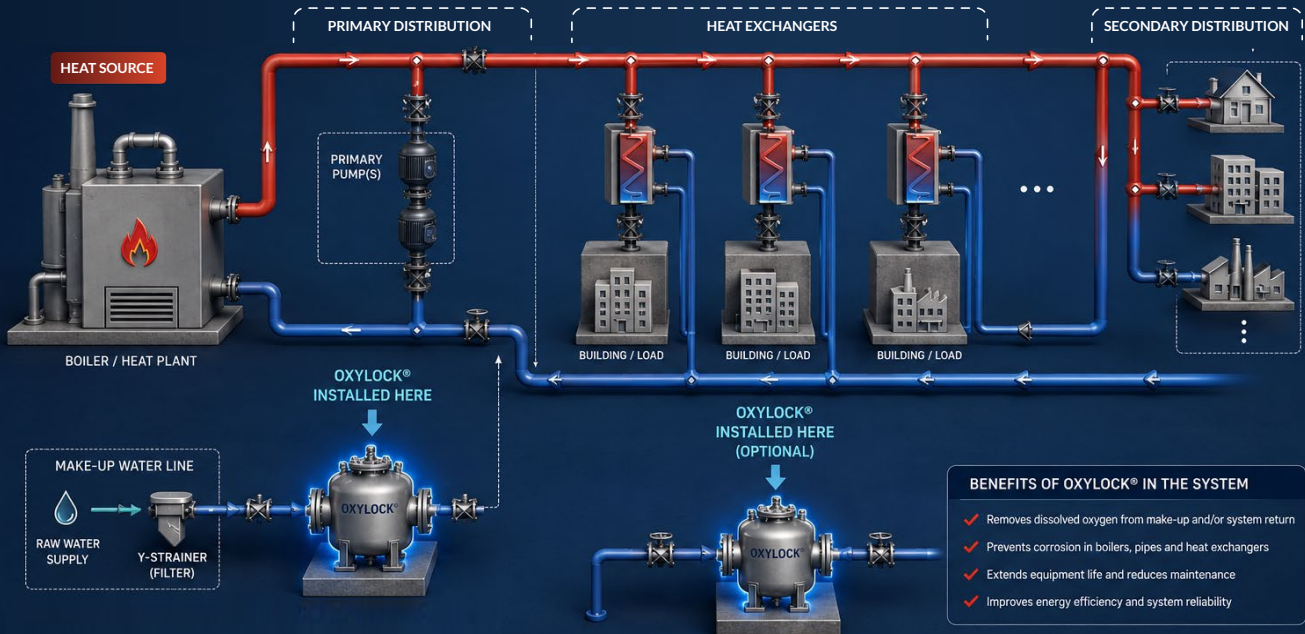 PRIMARY DISTRIBUTION
HEAT EXCHANGERS
SECONDARY DISTRIBUTION
HEAT SOURCE
PRIMARY
PUMP(S)
BOILER / HEAT PLANT
BUILDING / LOAD
BUILDING / LOAD
BUILDING / LOAD
OXYLOCK®
INSTALLED HERE
OXYLOCK®
INSTALLED HERE
(OPTIONAL)
MAKE-UP WATER LINE
RAW WATER
SUPPLY
Y-STRAINER
(FILTER)
OXYLOCK®
OXYLOCK®
BENEFITS OF OXYLOCK® IN THE SYSTEM
Removes dissolved oxygen from make-up and/or system return
Prevents corrosion in boilers, pipes and heat exchangers
Extends equipment life and reduces maintenance
Improves energy efficiency and system reliability